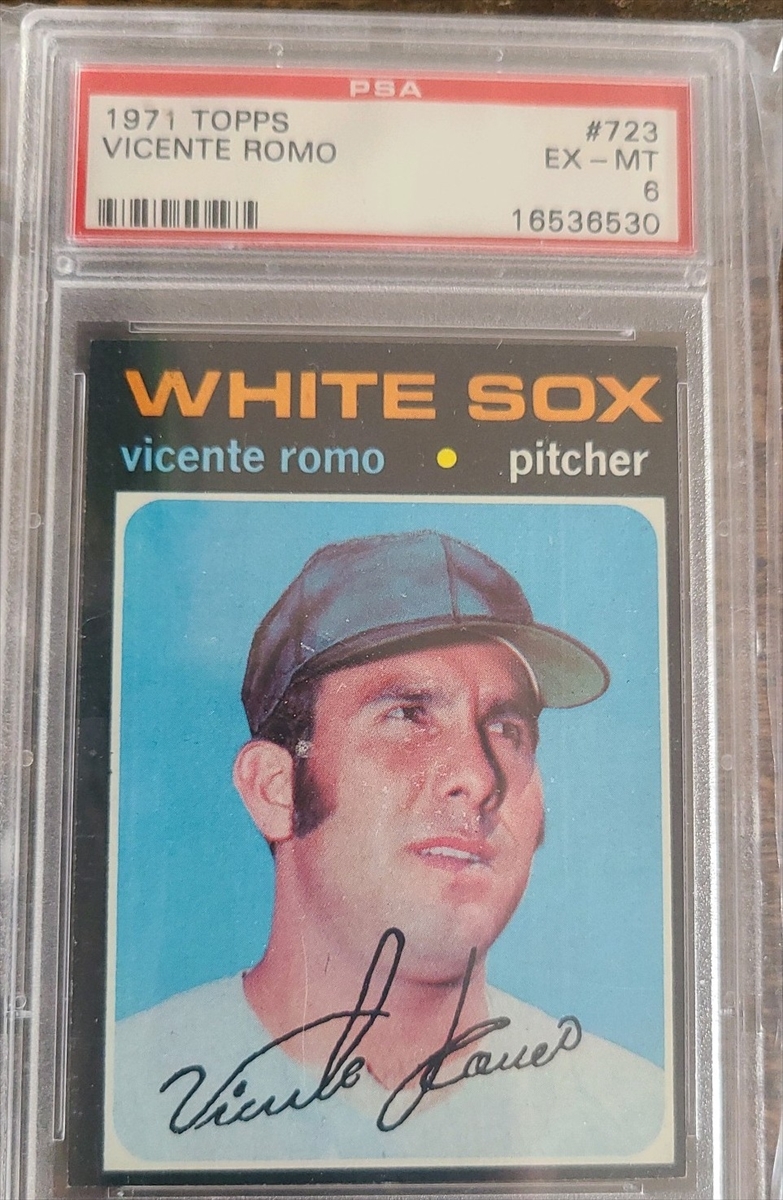 PSA
1971 TOPPS #723
VICENTE ROMO EX-MT
6
16536530
WHITE SOX
vicente romo • pitcher
Vicente Romo